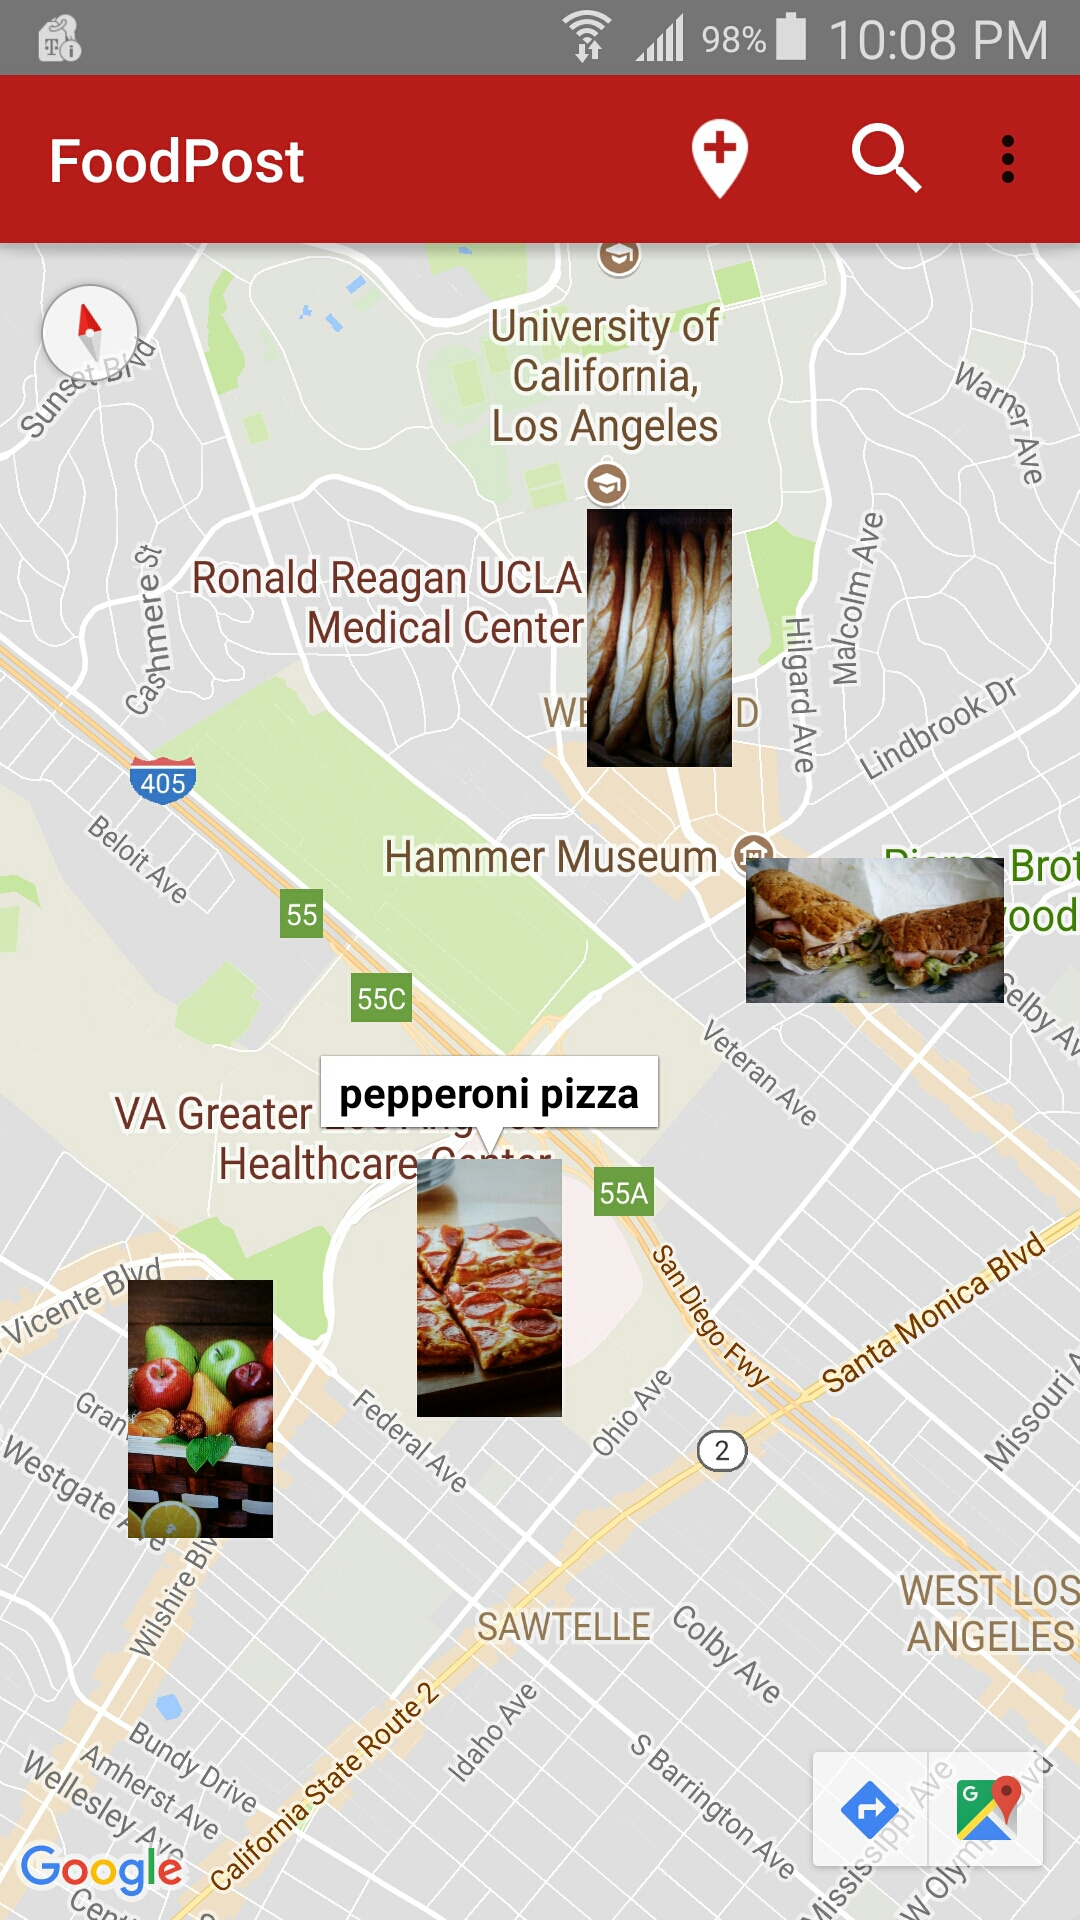 98% 10:08 PM
FoodPost
University of
California,
Los Angeles
Sunset Blvd
Warner Ave
Ronald Reagan UCLA
Medical Center
Cashmere St
Malcolm Ave
Hilgard Ave
WE D
Lindbrook Dr
405
Beloit Ave
Hammer Museum
Brot
ood
55
55C
Selby Av
Veteran Ave
pepperoni pizza
VA Greater
Healthcare Center
55A
San Diego Fwy
Santa Monica Blvd
Vicente Blvd
Gran
Westgate A
Federal Ave
Ohio Ave
Missouri A
2
Wilshire Blv
SAWTELLE
Colby Ave
WEST LOS
ANGELES
California State Route 2
Idaho Ave
Bundy Drive
Amherst Ave
Wellesley Ave
S Barrington Ave
Mississippi Ave
W Olymp lvd
Google
Cent